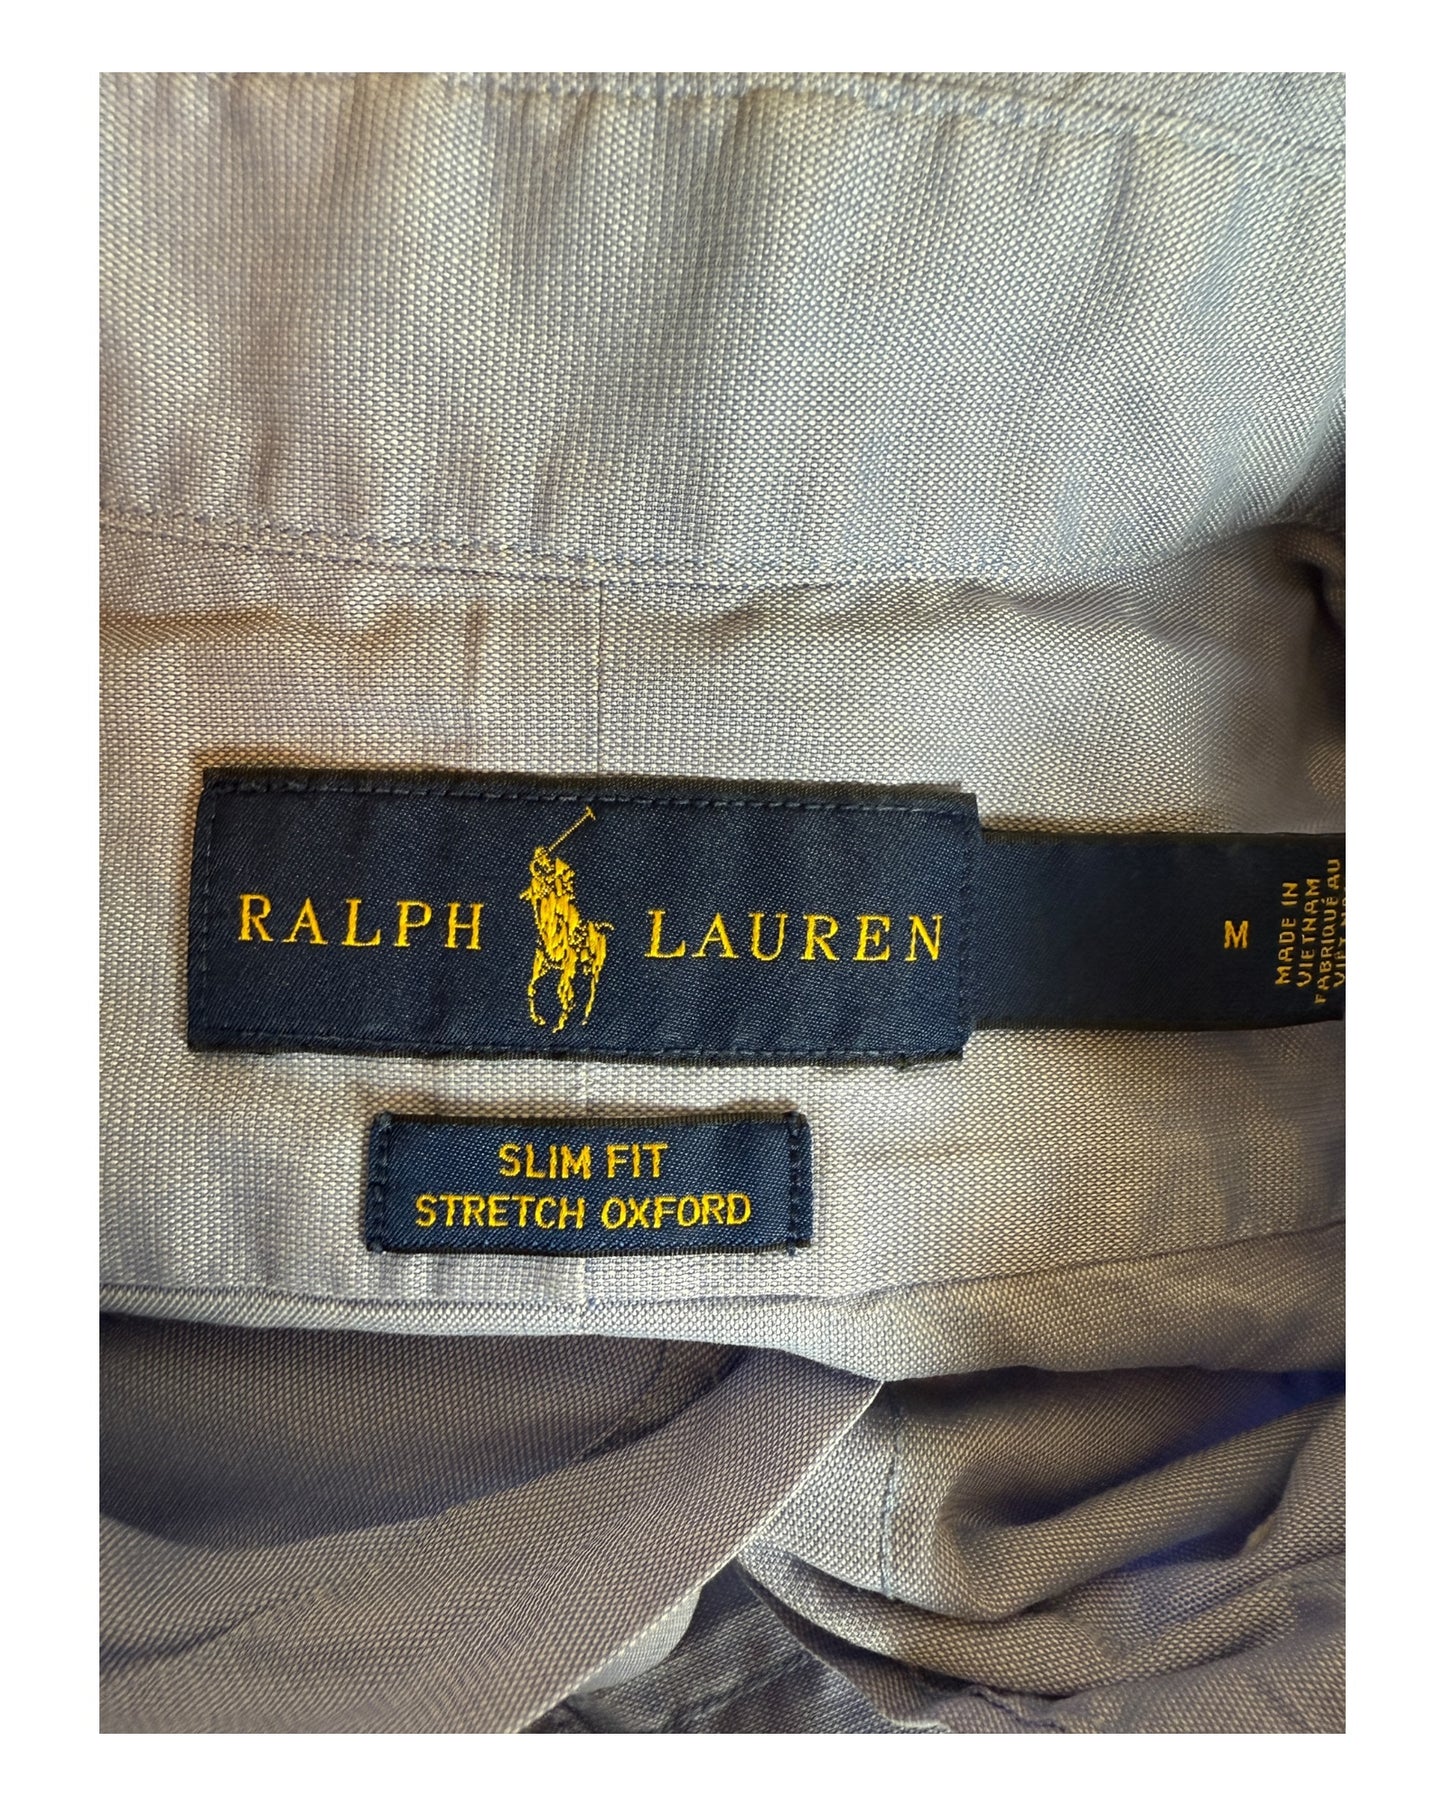 RALPH LAUREN
M
MADE IN
VIETNAM
FABRIQUÉ AU
SLIM FIT
STRETCH OXFORD